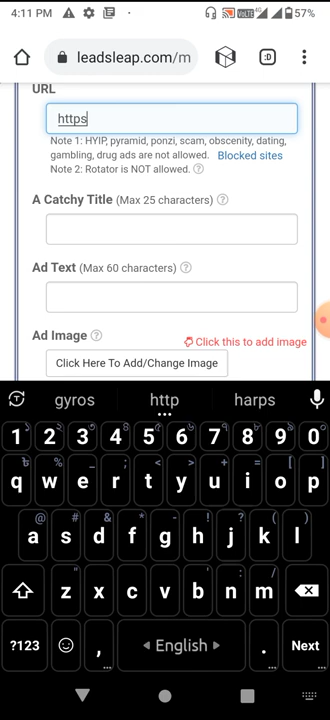 4:11 PM VoLTE 4G 57%
leadsleap.com/m :D
URL
https
Note 1: HYIP, pyramid, ponzi, scam, obscenity, dating,
gambling, drug ads are not allowed. Blocked sites
Note 2: Rotator is NOT allowed. ?
A Catchy Title (Max 25 characters) ?
Ad Text (Max 60 characters) ?
Ad Image ?
Click this to add image
Click Here To Add/Change Image
gyros http harps
1 2 3 4 5 6 7 8 9 0
% _ ; < > + = [ ]
q w e r t y u i o p
@ # & * - ! ? ( )
a s d f g h j k l
" ' : /
z x c v b n m
?123 , English . Next